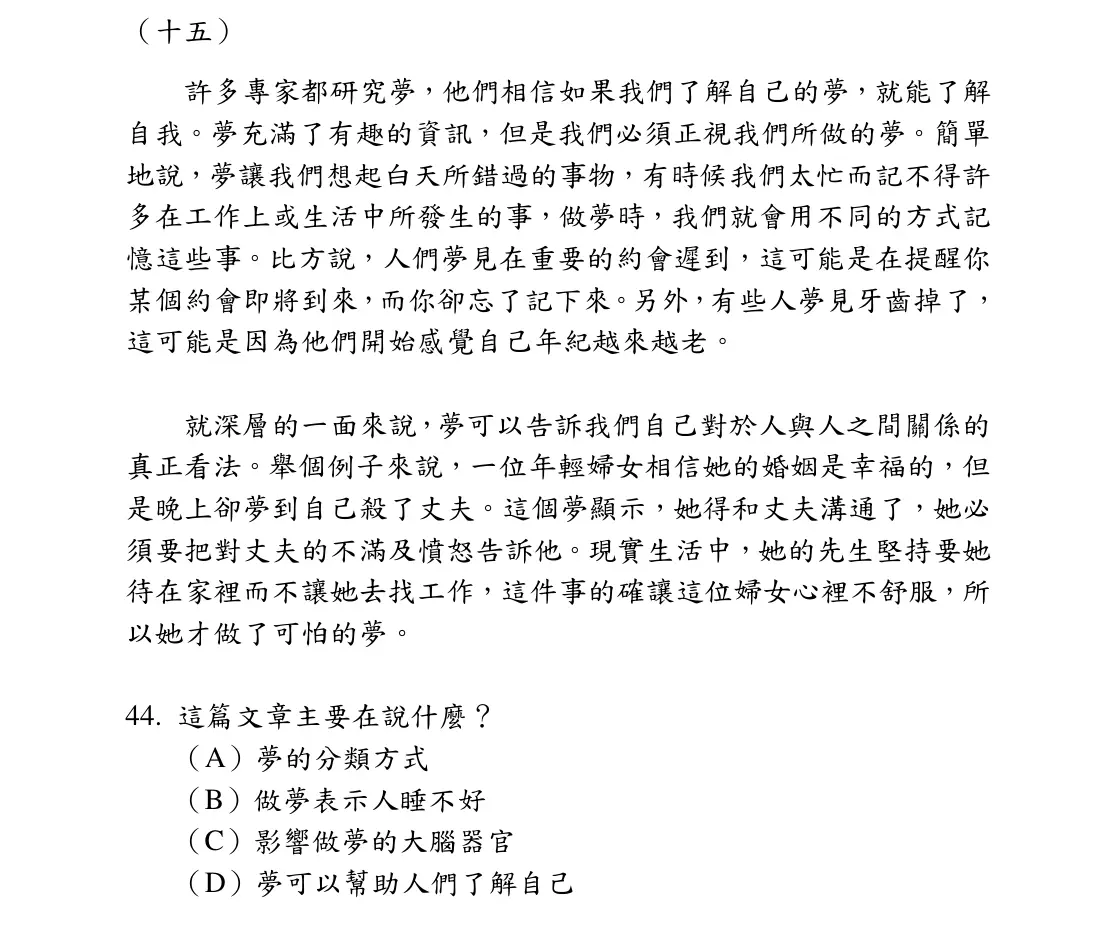 （十五）
許多專家都研究夢，他們相信如果我們了解自己的夢，就能了解
自我。夢充滿了有趣的資訊，但是我們必須正視我們所做的夢。簡單
地說，夢讓我們想起白天所錯過的事物，有時候我們太忙而記不得許
多在工作上或生活中所發生的事，做夢時，我們就會用不同的方式記
憶這些事。比方說，人們夢見在重要的約會遲到，這可能是在提醒你
某個約會即將到來，而你卻忘了記下來。另外，有些人夢見牙齒掉了，
這可能是因為他們開始感覺自己年紀越來越老。
就深層的一面來說，夢可以告訴我們自己對於人與人之間關係的
真正看法。舉個例子來說，一位年輕婦女相信她的婚姻是幸福的，但
是晚上卻夢到自己殺了丈夫。這個夢顯示，她得和丈夫溝通了，她必
須要把對丈夫的不滿及憤怒告訴他。現實生活中，她的先生堅持要她
待在家裡而不讓她去找工作，這件事的確讓這位婦女心裡不舒服，所
以她才做了可怕的夢。
44. 這篇文章主要在說什麼？
（A）夢的分類方式
（B）做夢表示人睡不好
（C）影響做夢的大腦器官
（D）夢可以幫助人們了解自己